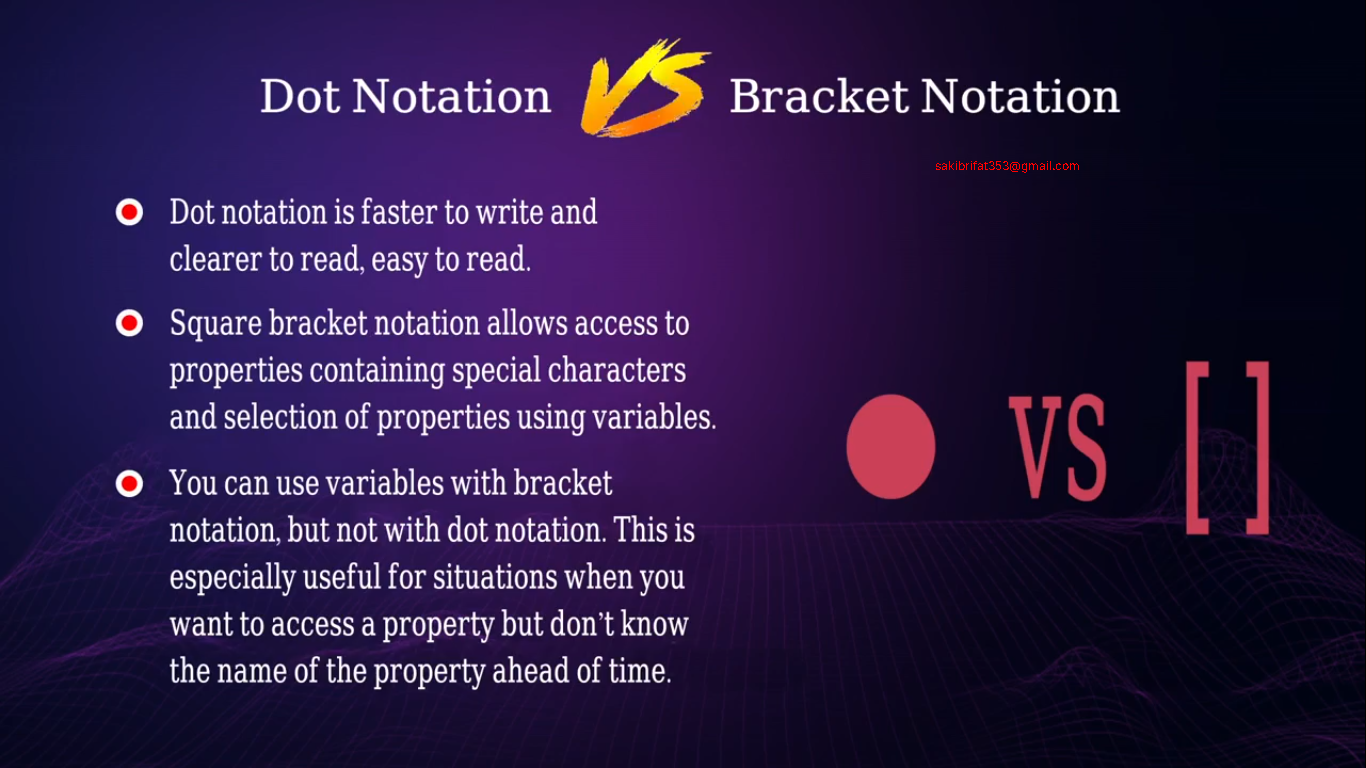 Dot Notation VS Bracket Notation
sakibrifat353@gmail.com
Dot notation is faster to write and
clearer to read, easy to read.
Square bracket notation allows access to
properties containing special characters
and selection of properties using variables.
VS [ ]
You can use variables with bracket
notation, but not with dot notation. This is
especially useful for situations when you
want to access a property but don’t know
the name of the property ahead of time.